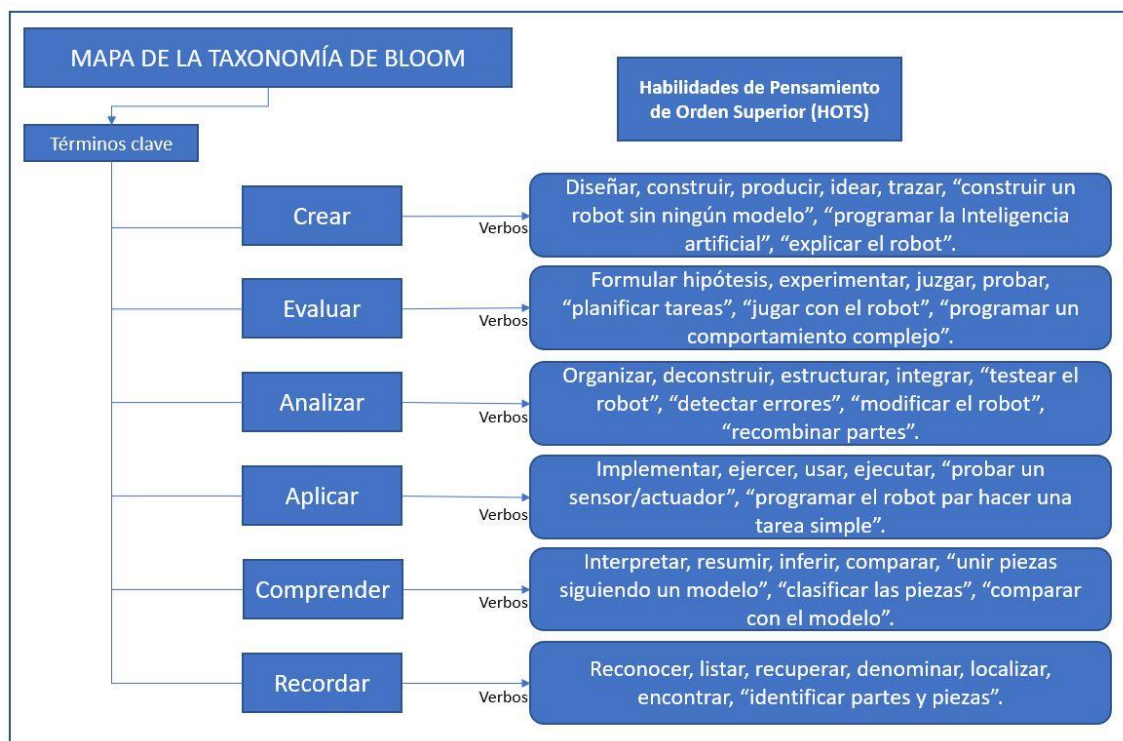 MAPA DE LA TAXONOMÍA DE BLOOM
Habilidades de Pensamiento
de Orden Superior (HOTS)
Términos clave
Crear
Verbos
Diseñar, construir, producir, idear, trazar, “construir un
robot sin ningún modelo”, “programar la Inteligencia
artificial”, “explicar el robot”.
Evaluar
Verbos
Formular hipótesis, experimentar, juzgar, probar,
“planificar tareas”, “jugar con el robot”, “programar un
comportamiento complejo”.
Analizar
Verbos
Organizar, deconstruir, estructurar, integrar, “testear el
robot”, “detectar errores”, “modificar el robot”,
“recombinar partes”.
Aplicar
Verbos
Implementar, ejercer, usar, ejecutar, “probar un
sensor/actuador”, “programar el robot par hacer una
tarea simple”.
Comprender
Verbos
Interpretar, resumir, inferir, comparar, “unir piezas
siguiendo un modelo”, “clasificar las piezas”, “comparar
con el modelo”.
Recordar
Verbos
Reconocer, listar, recuperar, denominar, localizar,
encontrar, “identificar partes y piezas”.